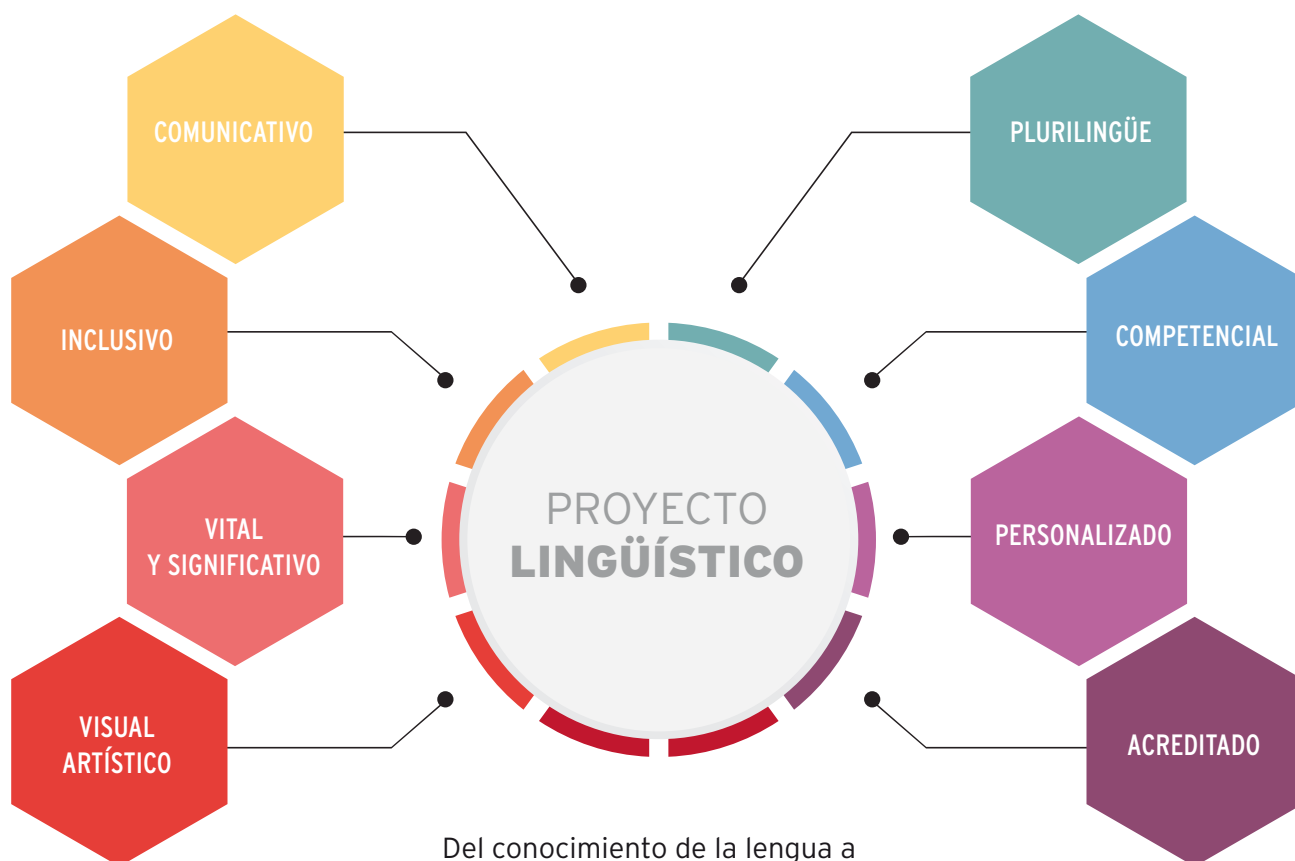 COMUNICATIVO
PLURILINGÜE
INCLUSIVO
COMPETENCIAL
VITAL
Y SIGNIFICATIVO
PROYECTO
LINGÜÍSTICO
PERSONALIZADO
VISUAL
ARTÍSTICO
ACREDITADO
Del conocimiento de la lengua a